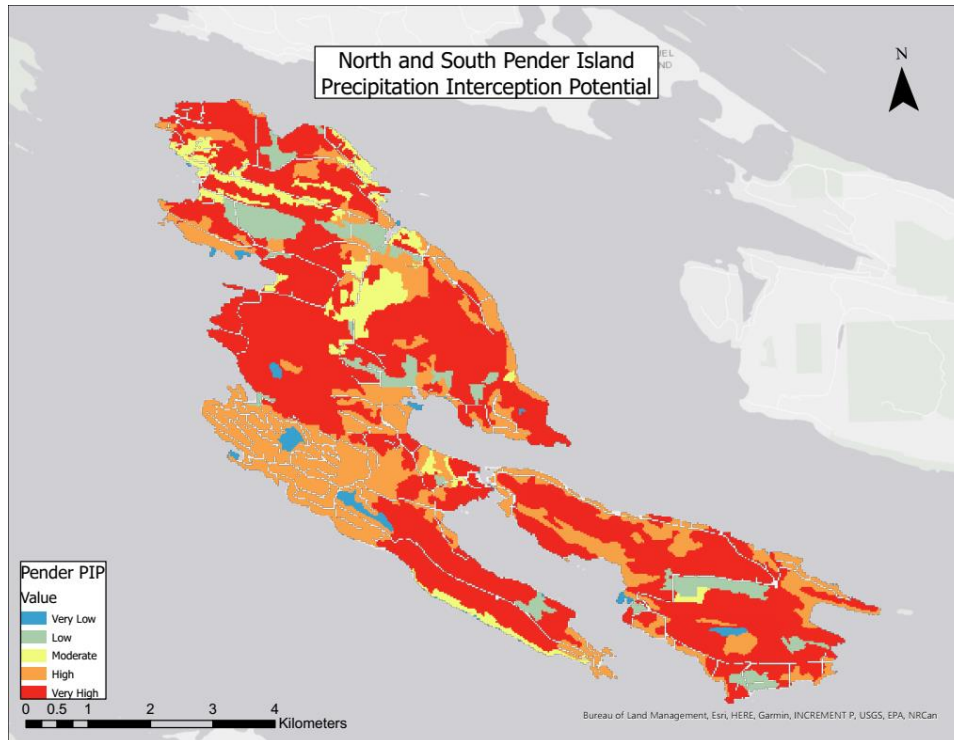 North and South Pender Island
Precipitation Interception Potential
N
Pender PIP
Value
Very Low
Low
Moderate
High
Very High
0 0.5 1 2 3 4
Kilometers
Bureau of Land Management, Esri, HERE, Garmin, INCREMENT P, USGS, EPA, NRCan